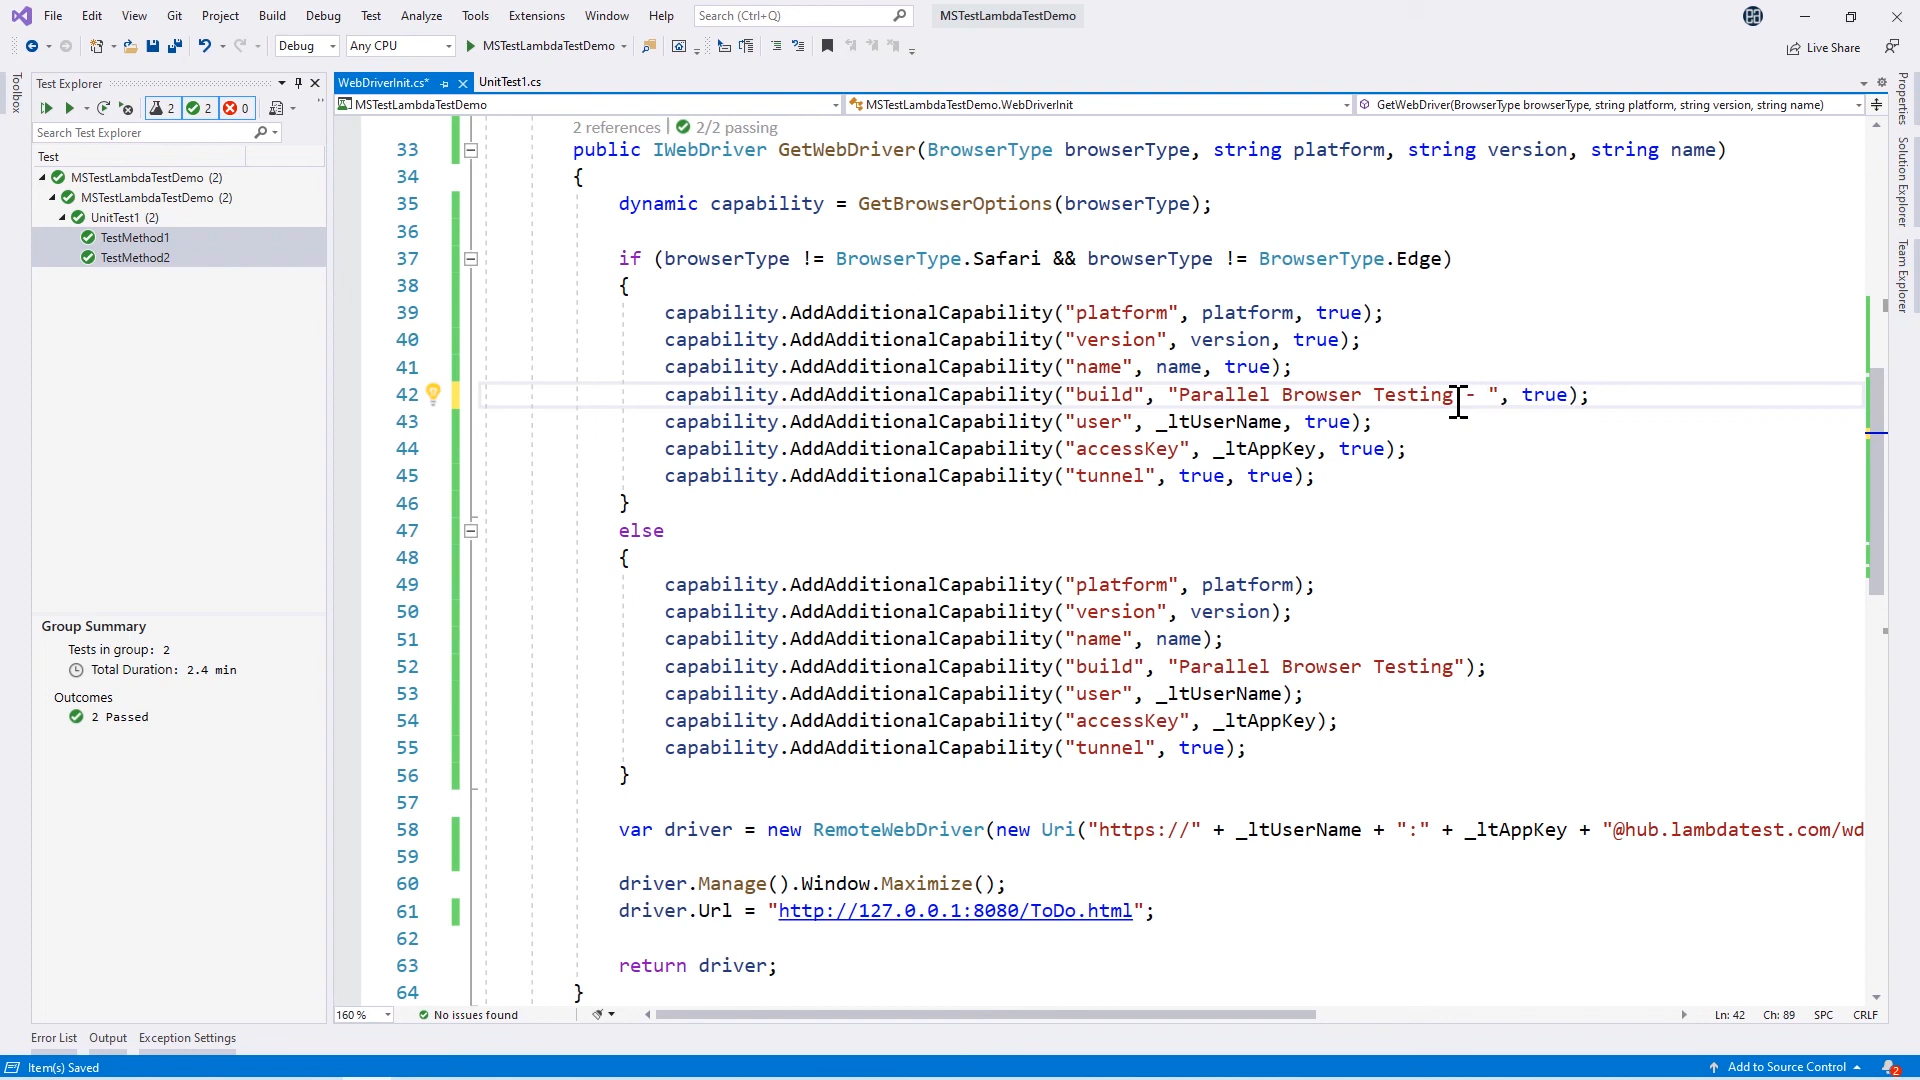 File Edit View Git Project Build Debug Test Analyze Tools Extensions Window Help Search (Ctrl+Q) MSTestLambdaTestDemo
Debug Any CPU MSTestLambdaTestDemo Live Share
Toolbox
Test Explorer
2 2 0
Search Test Explorer
Test
MSTestLambdaTestDemo (2)
MSTestLambdaTestDemo (2)
UnitTest1 (2)
TestMethod1
TestMethod2
Group Summary
Tests in group: 2
Total Duration: 2.4 min
Outcomes
2 Passed
WebDriverInit.cs* UnitTest1.cs
MSTestLambdaTestDemo MSTestLambdaTestDemo.WebDriverInit GetWebDriver(BrowserType browserType, string platform, string version, string name)
2 references | 2/2 passing
33 public IWebDriver GetWebDriver(BrowserType browserType, string platform, string version, string name)
34 {
35 dynamic capability = GetBrowserOptions(browserType);
36
37 if (browserType != BrowserType.Safari && browserType != BrowserType.Edge)
38 {
39 capability.AddAdditionalCapability("platform", platform, true);
40 capability.AddAdditionalCapability("version", version, true);
41 capability.AddAdditionalCapability("name", name, true);
42 capability.AddAdditionalCapability("build", "Parallel Browser Testing - ", true);
43 capability.AddAdditionalCapability("user", _ltUserName, true);
44 capability.AddAdditionalCapability("accessKey", _ltAppKey, true);
45 capability.AddAdditionalCapability("tunnel", true, true);
46 }
47 else
48 {
49 capability.AddAdditionalCapability("platform", platform);
50 capability.AddAdditionalCapability("version", version);
51 capability.AddAdditionalCapability("name", name);
52 capability.AddAdditionalCapability("build", "Parallel Browser Testing");
53 capability.AddAdditionalCapability("user", _ltUserName);
54 capability.AddAdditionalCapability("accessKey", _ltAppKey);
55 capability.AddAdditionalCapability("tunnel", true);
56 }
57
58 var driver = new RemoteWebDriver(new Uri("https://" + _ltUserName + ":" + _ltAppKey + "@hub.lambdatest.com/wd
59
60 driver.Manage().Window.Maximize();
61 driver.Url = "http://127.0.0.1:8080/ToDo.html";
62
63 return driver;
64 }
Properties
Solution Explorer
Team Explorer
160 % No issues found Ln: 42 Ch: 89 SPC CRLF
Error List Output Exception Settings
Item(s) Saved Add to Source Control 2